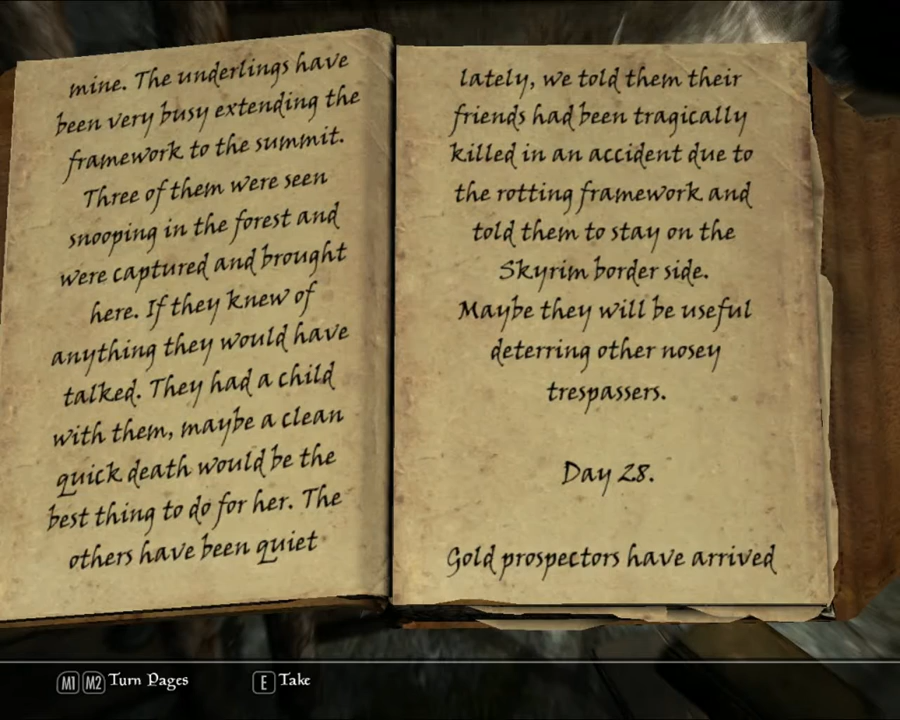 mine. The underlings have
been very busy extending the
framework to the summit.
Three of them were seen
snooping in the forest and
were captured and brought
here. If they knew of
anything they would have
talked. They had a child
with them, maybe a clean
quick death would be the
best thing to do for her. The
others have been quiet
lately, we told them their
friends had been tragically
killed in an accident due to
the rotting framework and
told them to stay on the
Skyrim border side.
Maybe they will be useful
deterring other nosey
trespassers.
Day 28.
Gold prospectors have arrived
M1 M2 Turn Pages E Take